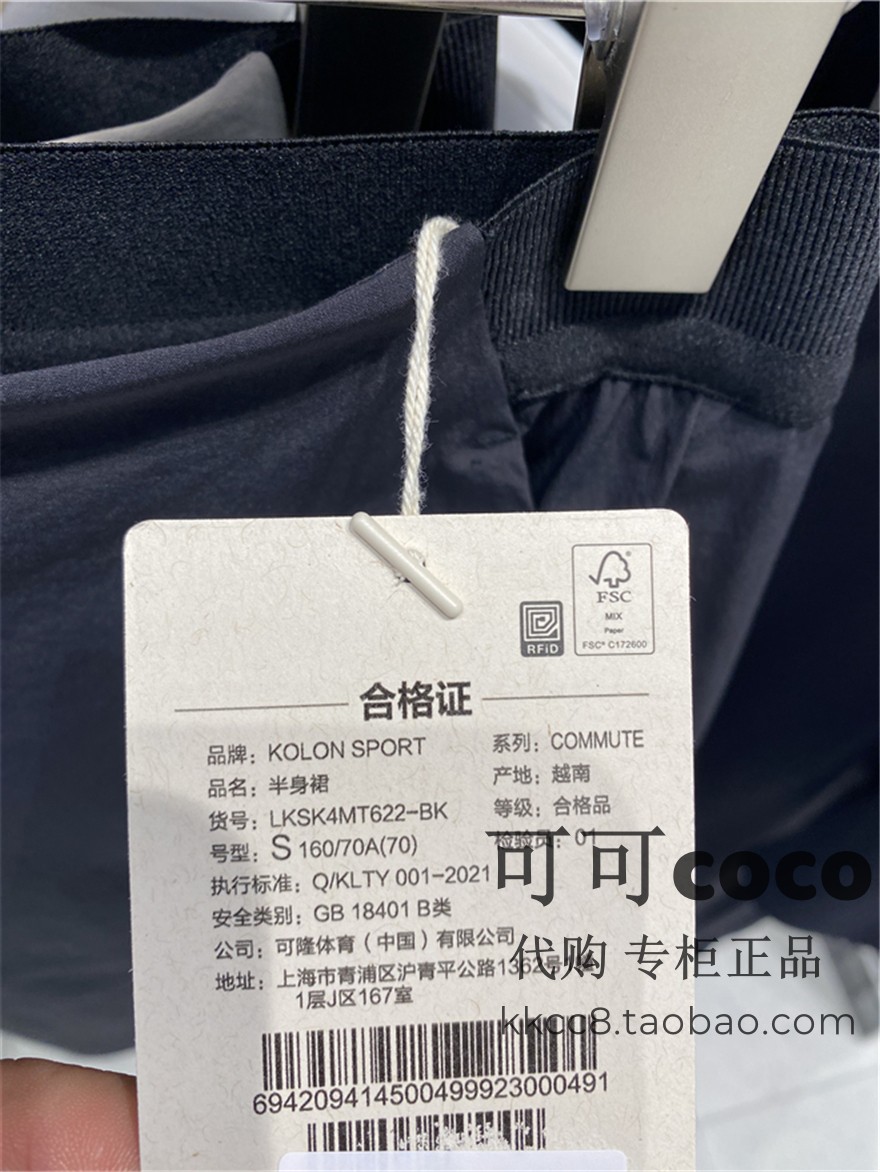 FSC
MIX
Paper
FSC® C172600
RFiD
合格证
品牌：KOLON SPORT
系列：COMMUTE
品名：半身裙
产地：越南
货号：LKSK4MT622-BK
等级：合格品
号型：S 160/70A(70)
检验员：01
执行标准：Q/KLTY 001-2021
安全类别：GB 18401 B类
公司：可隆体育（中国）有限公司
地址：上海市青浦区沪青平公路1362号
1层J区167室
694209414500499923000491
可可coco
代购 专柜正品
kkcc8.taobao.com